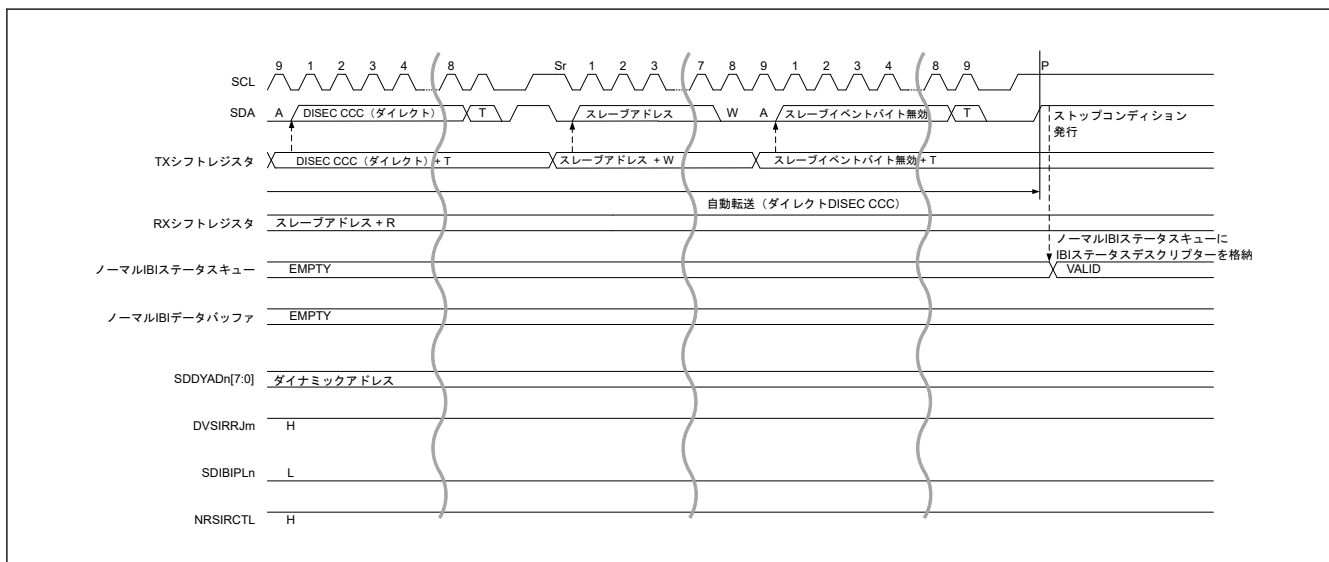 9 1 2 3 4 8 Sr 1 2 3 7 8 9 1 2 3 4 8 9 P
SCL
SDA A DISEC CCC（ダイレクト） T スレーブアドレス W A スレーブイベントバイト無効 T ストップコンディション
発行
TXシフトレジスタ DISEC CCC（ダイレクト）+ T スレーブアドレス + W スレーブイベントバイト無効 + T
自動転送（ダイレクトDISEC CCC）
RXシフトレジスタ スレーブアドレス + R
ノーマルIBIステータスキューに
IBIステータスデスクリプターを格納
ノーマルIBIステータスキュー EMPTY VALID
ノーマルIBIデータバッファ EMPTY
SDDYADn[7:0] ダイナミックアドレス
DVSIRRJm H
SDIBIPLn L
NRSIRCTL H